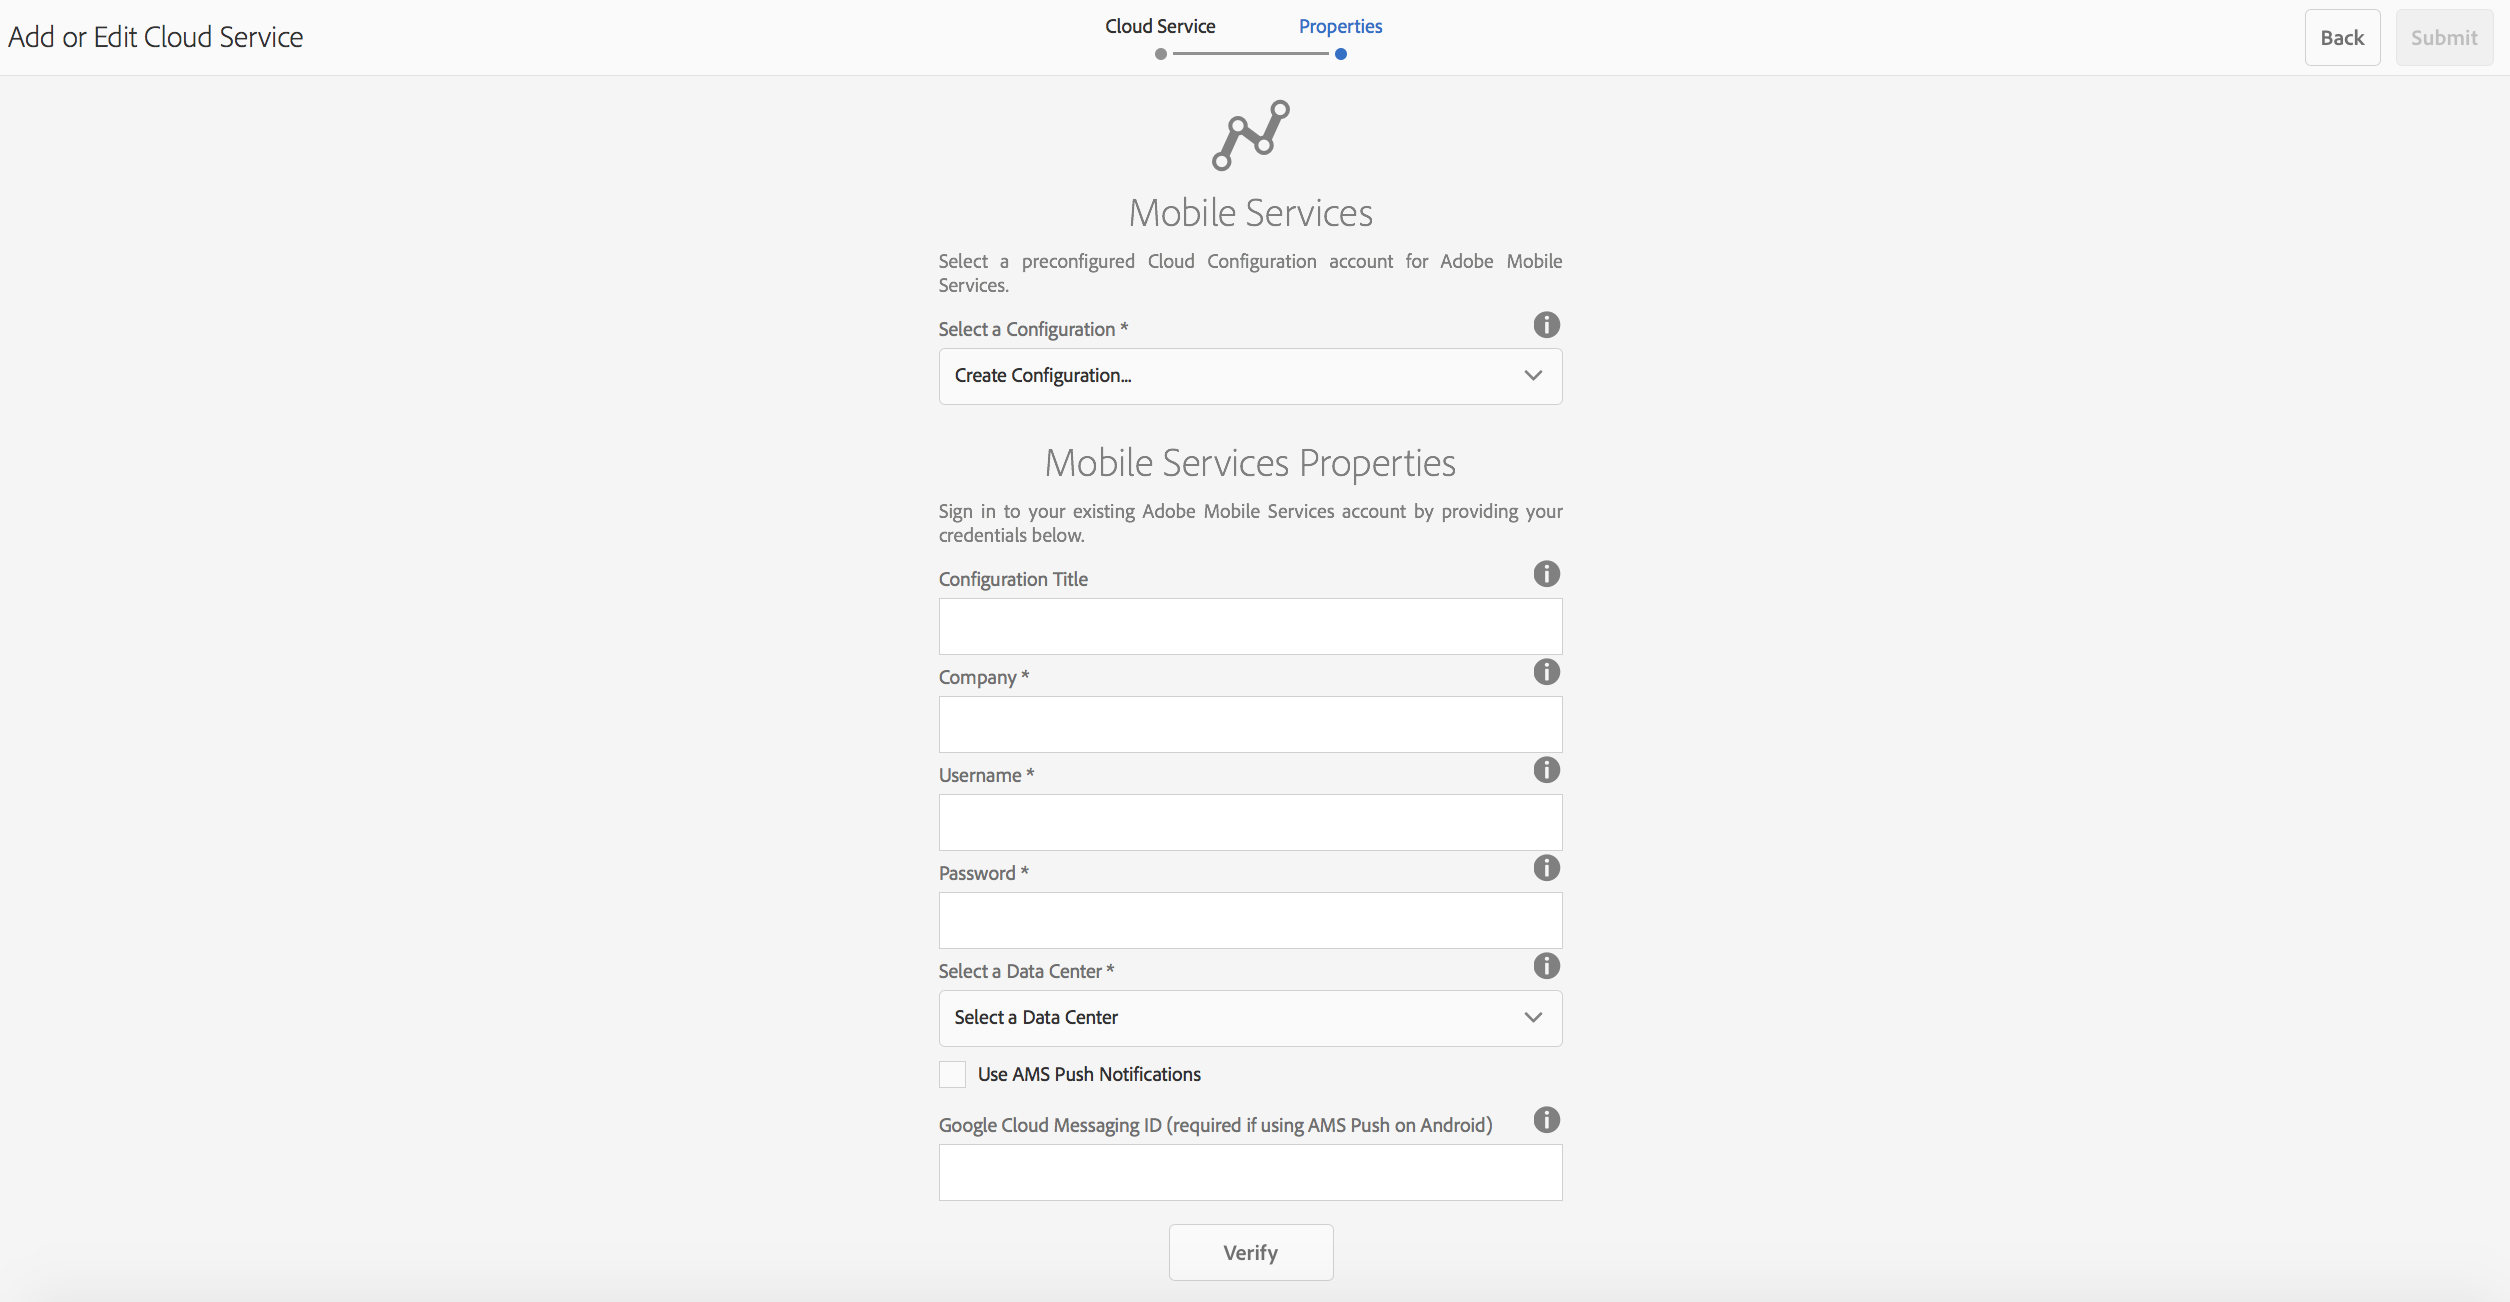 Add or Edit Cloud Service
Cloud Service
Properties
Back
Submit
Mobile Services
Select a preconfigured Cloud Configuration account for Adobe Mobile
Services.
Select a Configuration *
Create Configuration...
Mobile Services Properties
Sign in to your existing Adobe Mobile Services account by providing your
credentials below.
Configuration Title
Company *
Username *
Password *
Select a Data Center *
Select a Data Center
Use AMS Push Notifications
Google Cloud Messaging ID (required if using AMS Push on Android)
Verify